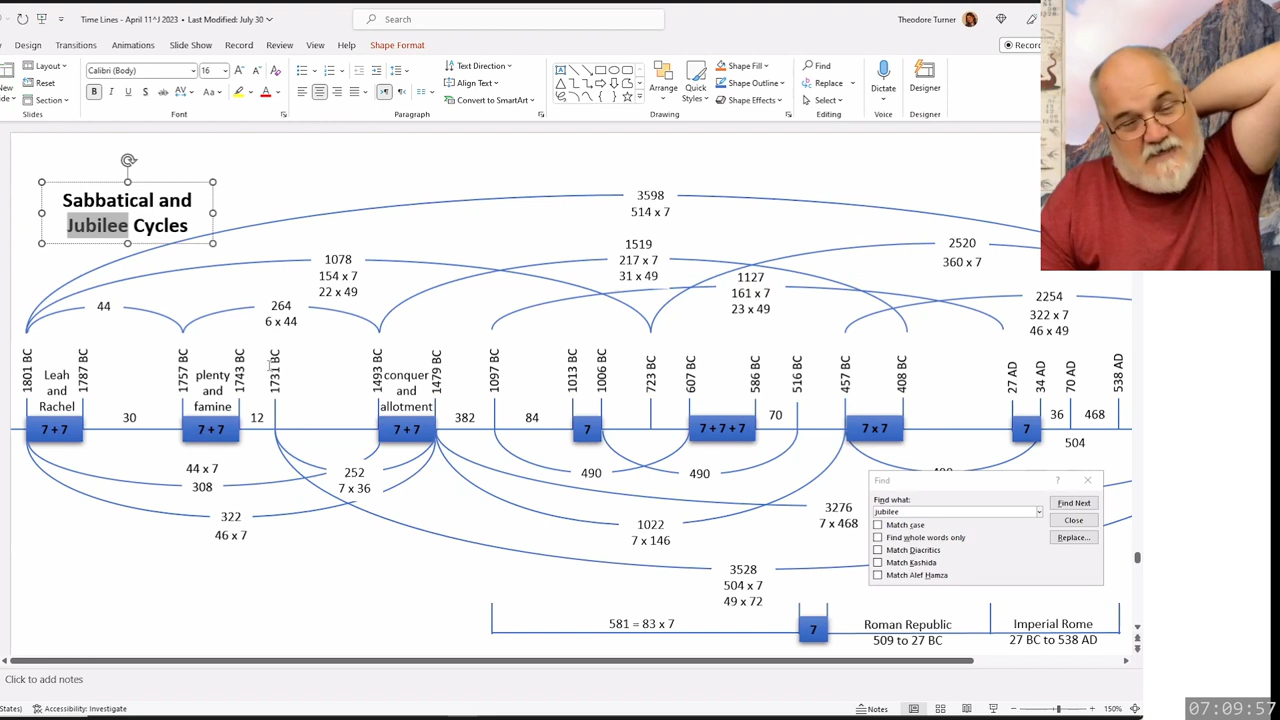 Time Lines - April 11^J 2023 • Last Modified: July 30
Search
Theodore Turner
Design Transitions Animations Slide Show Record Review View Help Shape Format
Layout
Reset
Section
Slides
Calibri (Body) 16
Font
Paragraph
Text Direction
Align Text
Convert to SmartArt
Arrange
Quick Styles
Shape Fill
Shape Outline
Shape Effects
Drawing
Find
Replace
Select
Editing
Dictate
Voice
Designer
Designer
Sabbatical and
Jubilee Cycles
3598
514 x 7
1519
217 x 7
31 x 49
2520
360 x 7
1078
154 x 7
22 x 49
1127
161 x 7
23 x 49
44
264
6 x 44
2254
322 x 7
46 x 49
1801 BC
Leah
and
Rachel
1787 BC
1757 BC
plenty
and
famine
1743 BC
1731 BC
1493 BC
conquer
and
allotment
1479 BC
1097 BC
1013 BC
1006 BC
723 BC
607 BC
586 BC
516 BC
457 BC
408 BC
27 AD
34 AD
70 AD
538 AD
7 + 7
30
7 + 7
12
7 + 7
382
84
7
7 + 7 + 7
70
7 x 7
7
36
468
504
44 x 7
308
252
7 x 36
490
490
322
46 x 7
1022
7 x 146
3276
7 x 468
3528
504 x 7
49 x 72
581 = 83 x 7
7
Roman Republic
509 to 27 BC
Imperial Rome
27 BC to 538 AD
Find
?
Find what:
jubilee
Match case
Find whole words only
Match Diacritics
Match Kashida
Match Alef Hamza
Find Next
Close
Replace...
Click to add notes
States)
Accessibility: Investigate
Notes
150%
07:09:57